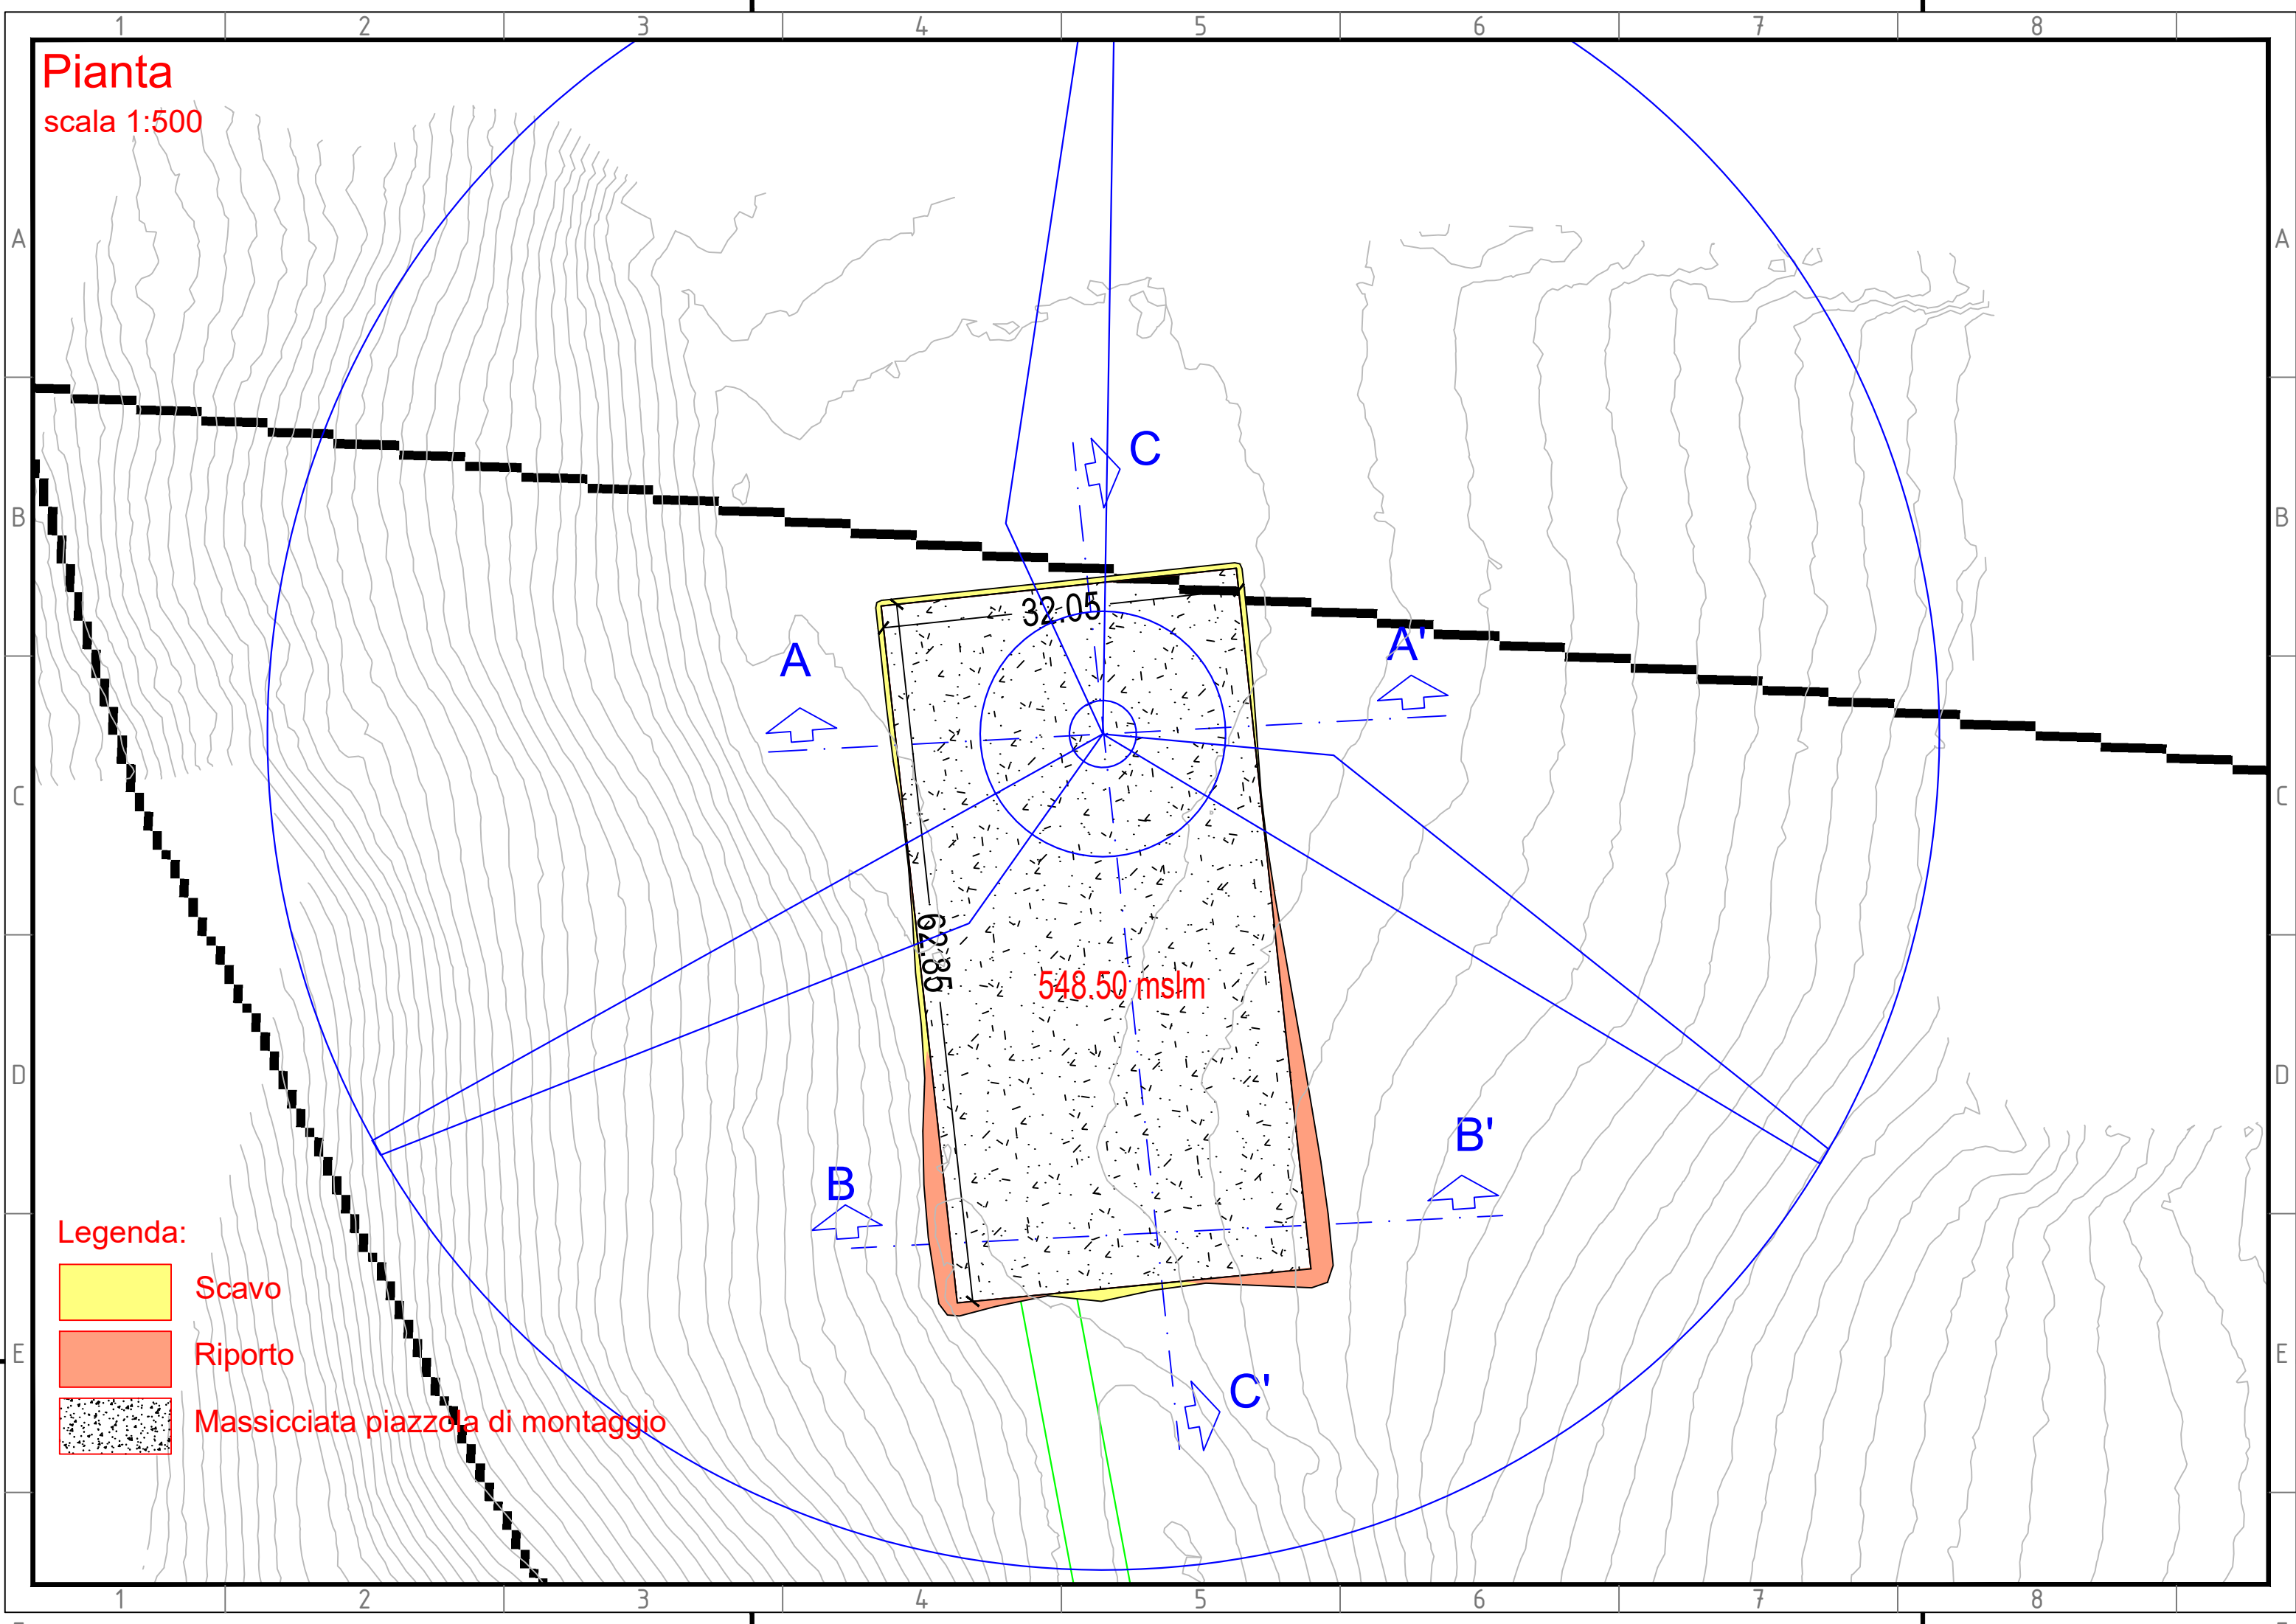 1 2 3 4 5 6 7 8
Pianta
scala 1:500
A A
C
B B
32.05
A A'
C C
62.85
548.50 mslm
D D
B B'
Legenda:
Scavo
Riporto
E E
C'
Massicciata piazzola di montaggio
1 2 3 4 5 6 7 8